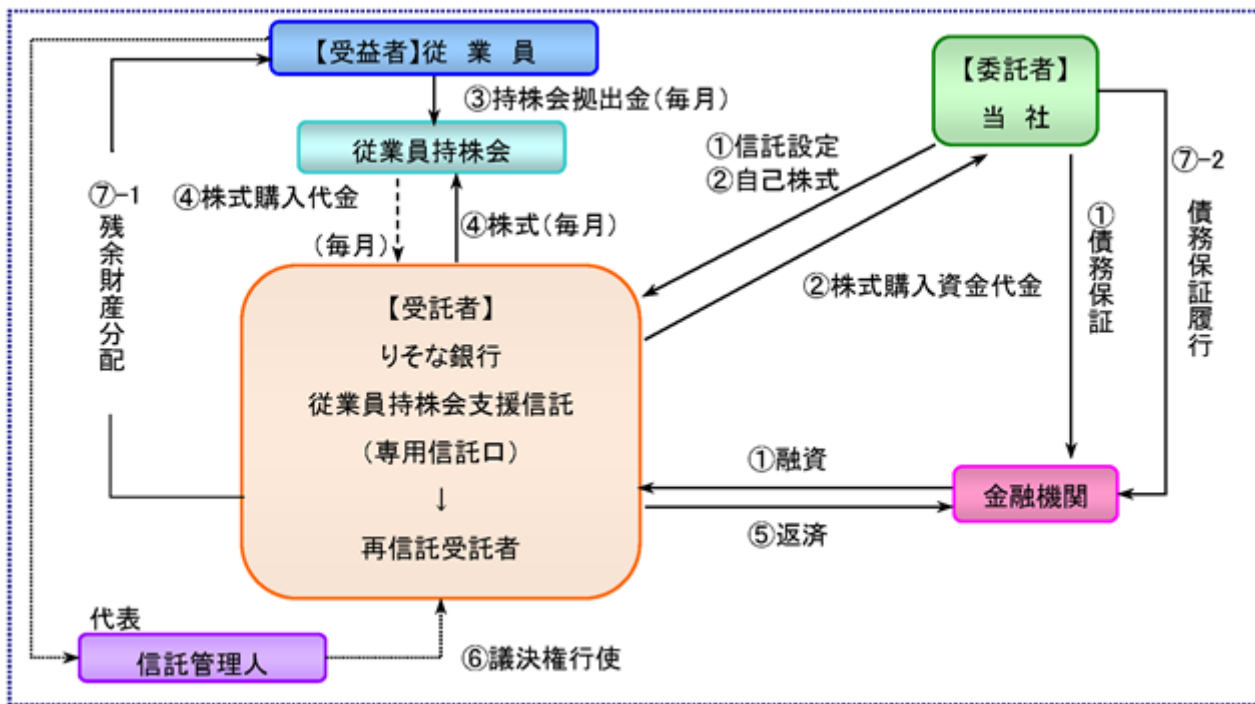 【受益者】従 業 員
③持株会拠出金(毎月)
従業員持株会
④株式購入代金
(毎月)
④株式(毎月)
⑦-1
残余財産分配
【委託者】
当 社
①信託設定
②自己株式
②株式購入資金代金
①債務保証
⑦-2
債務保証履行
【受託者】
りそな銀行
従業員持株会支援信託
(専用信託口)
↓
再信託受託者
①融資
⑤返済
金融機関
代表
信託管理人
⑥議決権行使